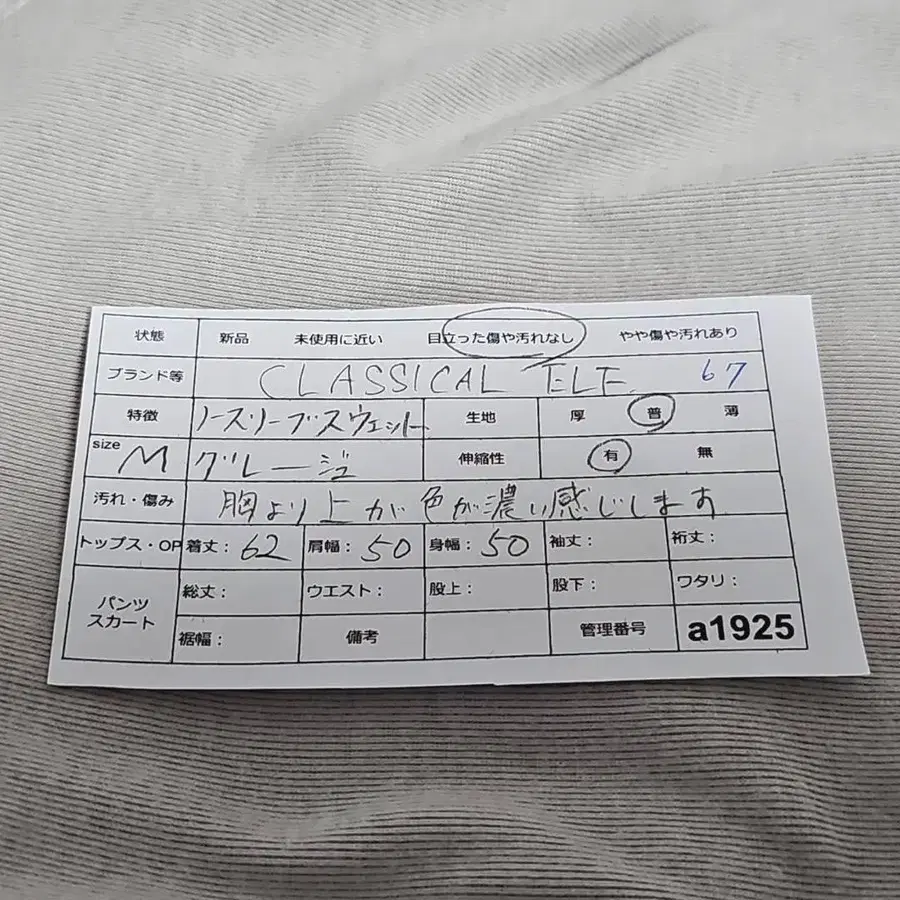 状態 新品 未使用に近い 目立った傷や汚れなし やや傷や汚れあり
ブランド等 CLASSICAL ELF. 67
特徴 ノースリーブスウェット 生地 厚 普 薄
size M グレージュ 伸縮性 有 無
汚れ・傷み 胸より上が色が濃い感じします
トップス・OP 着丈: 62 肩幅: 50 身幅: 50 袖丈: 裄丈:
パンツ スカート 総丈: ウエスト: 股上: 股下: ワタリ:
裾幅: 備考 管理番号 a1925